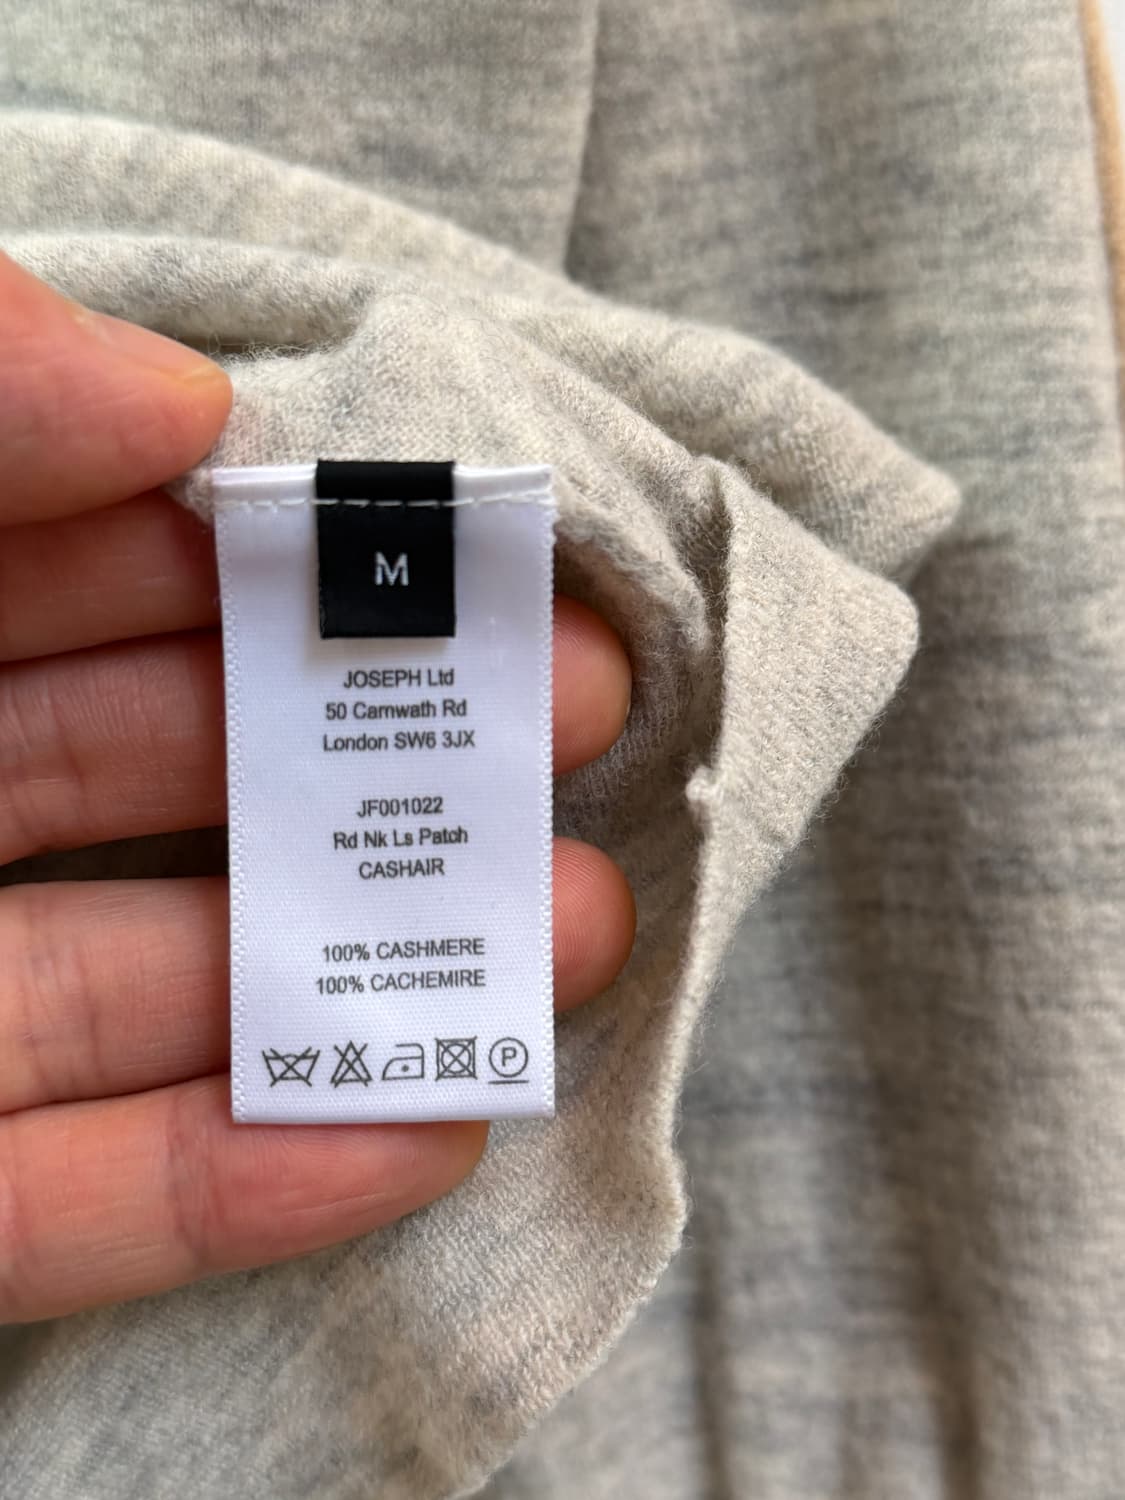 M
JOSEPH Ltd
50 Carnwath Rd
London SW6 3JX
JF001022
Rd Nk Ls Patch
CASHAIR
100% CASHMERE
100% CACHEMIRE
P